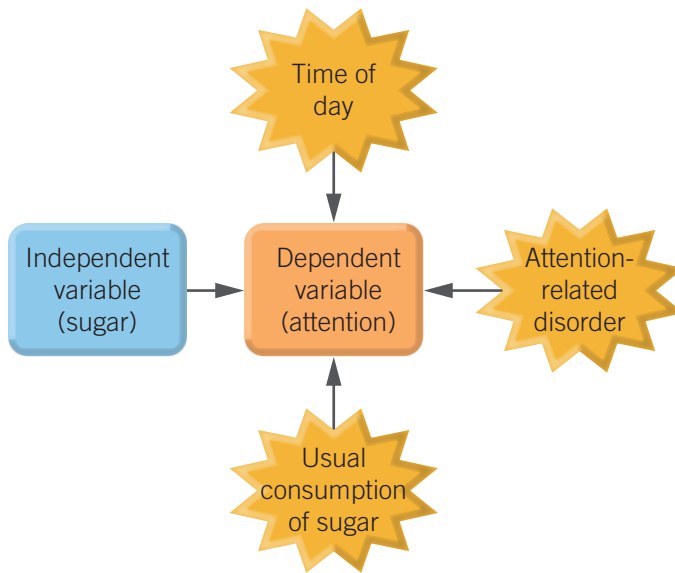 Time of
day
Independent
variable
(sugar)
Dependent
variable
(attention)
Attention-
related
disorder
Usual
consumption
of sugar